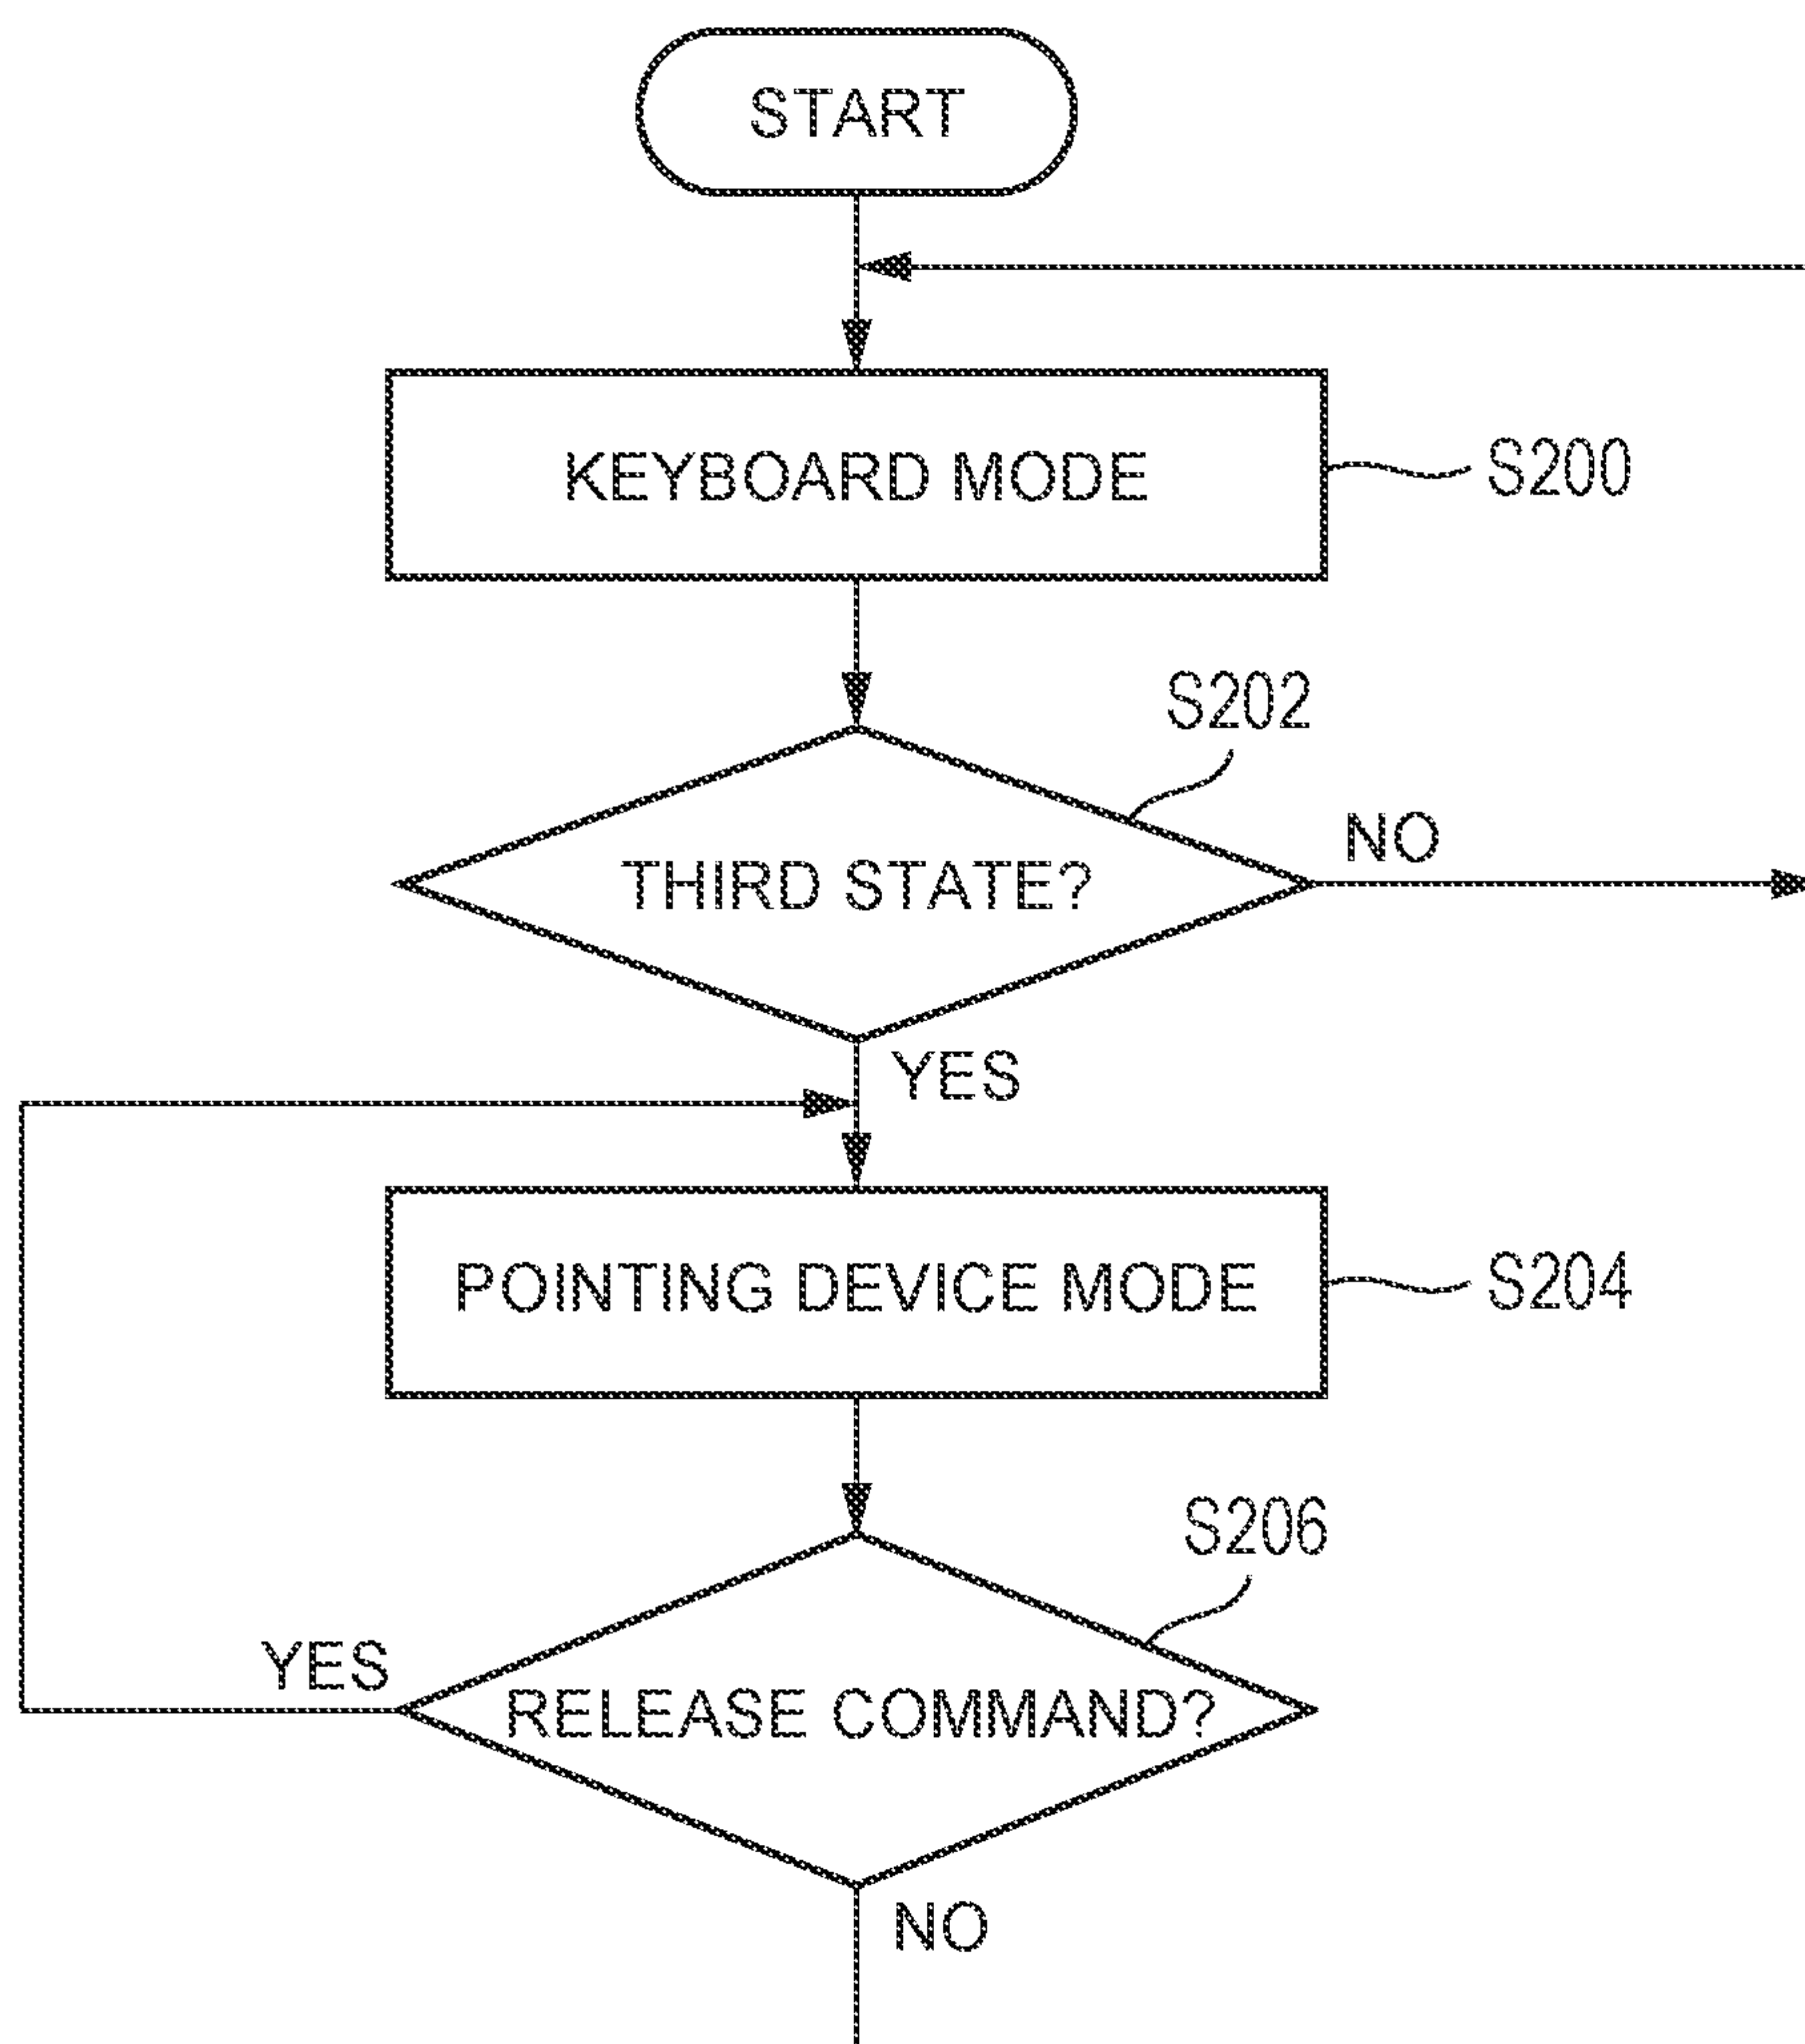 START
KEYBOARD MODE
S200
S202
THIRD STATE?
NO
YES
POINTING DEVICE MODE
S204
S206
YES
RELEASE COMMAND?
NO